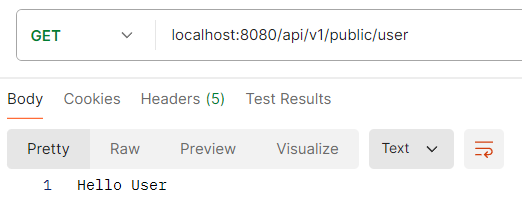 GET localhost:8080/api/v1/public/user
Body Cookies Headers (5) Test Results
Pretty Raw Preview Visualize Text
1 Hello User